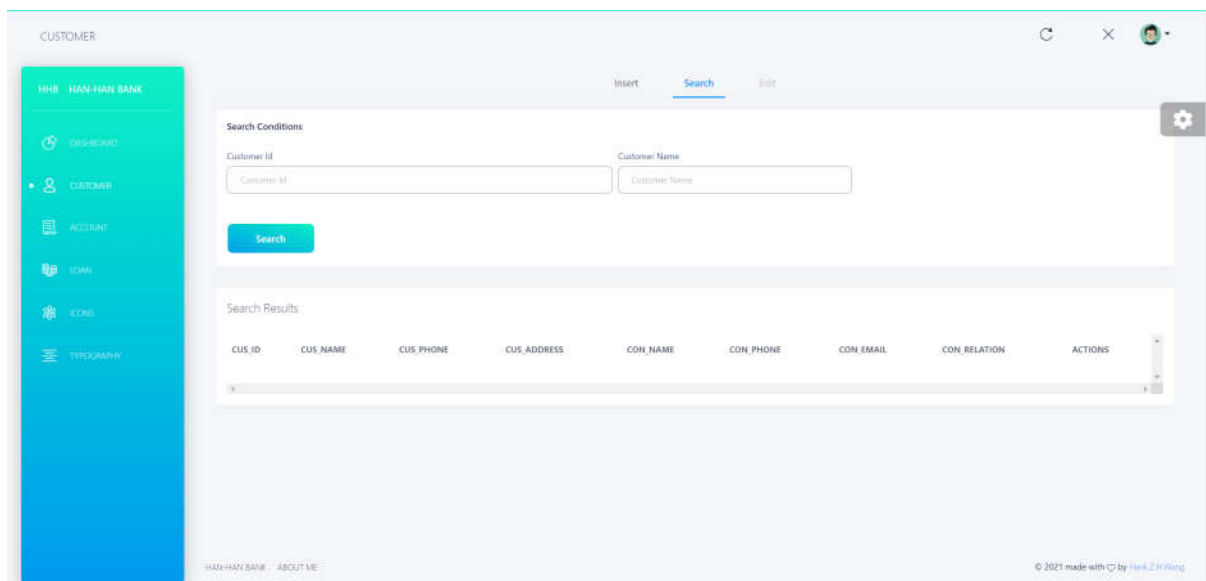 CUSTOMER
HHB HAN-HAN BANK
DASHBOARD
CUSTOMER
ACCOUNT
LOAN
ICONS
TYPOGRAPHY
Insert Search Edit
Search Conditions
Customer Id Customer Name
Customer Id Customer Name
Search
Search Results
CUS_ID CUS_NAME CUS_PHONE CUS_ADDRESS CON_NAME CON_PHONE CON_EMAIL CON_RELATION ACTIONS
HAN-HAN BANK ABOUT ME
© 2021 made with by Hank Z H Wang